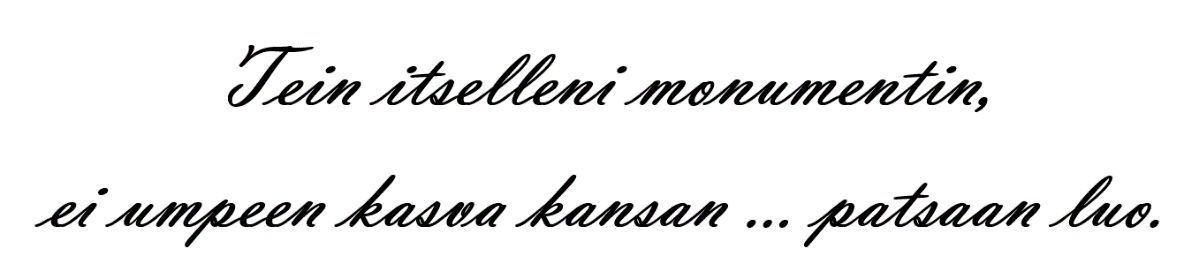 Tein itselleni monumentin,
ei umpeen kasva kansan ... patsaan luo.